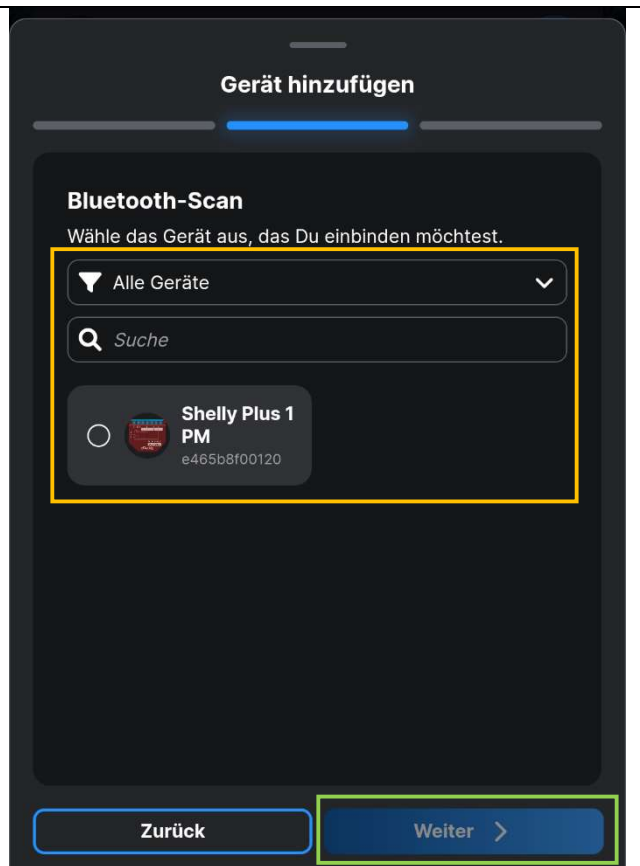 Gerät hinzufügen
Bluetooth-Scan
Wähle das Gerät aus, das Du einbinden möchtest.
Alle Geräte
Suche
Shelly Plus 1
PM
e465b8f00120
Zurück
Weiter